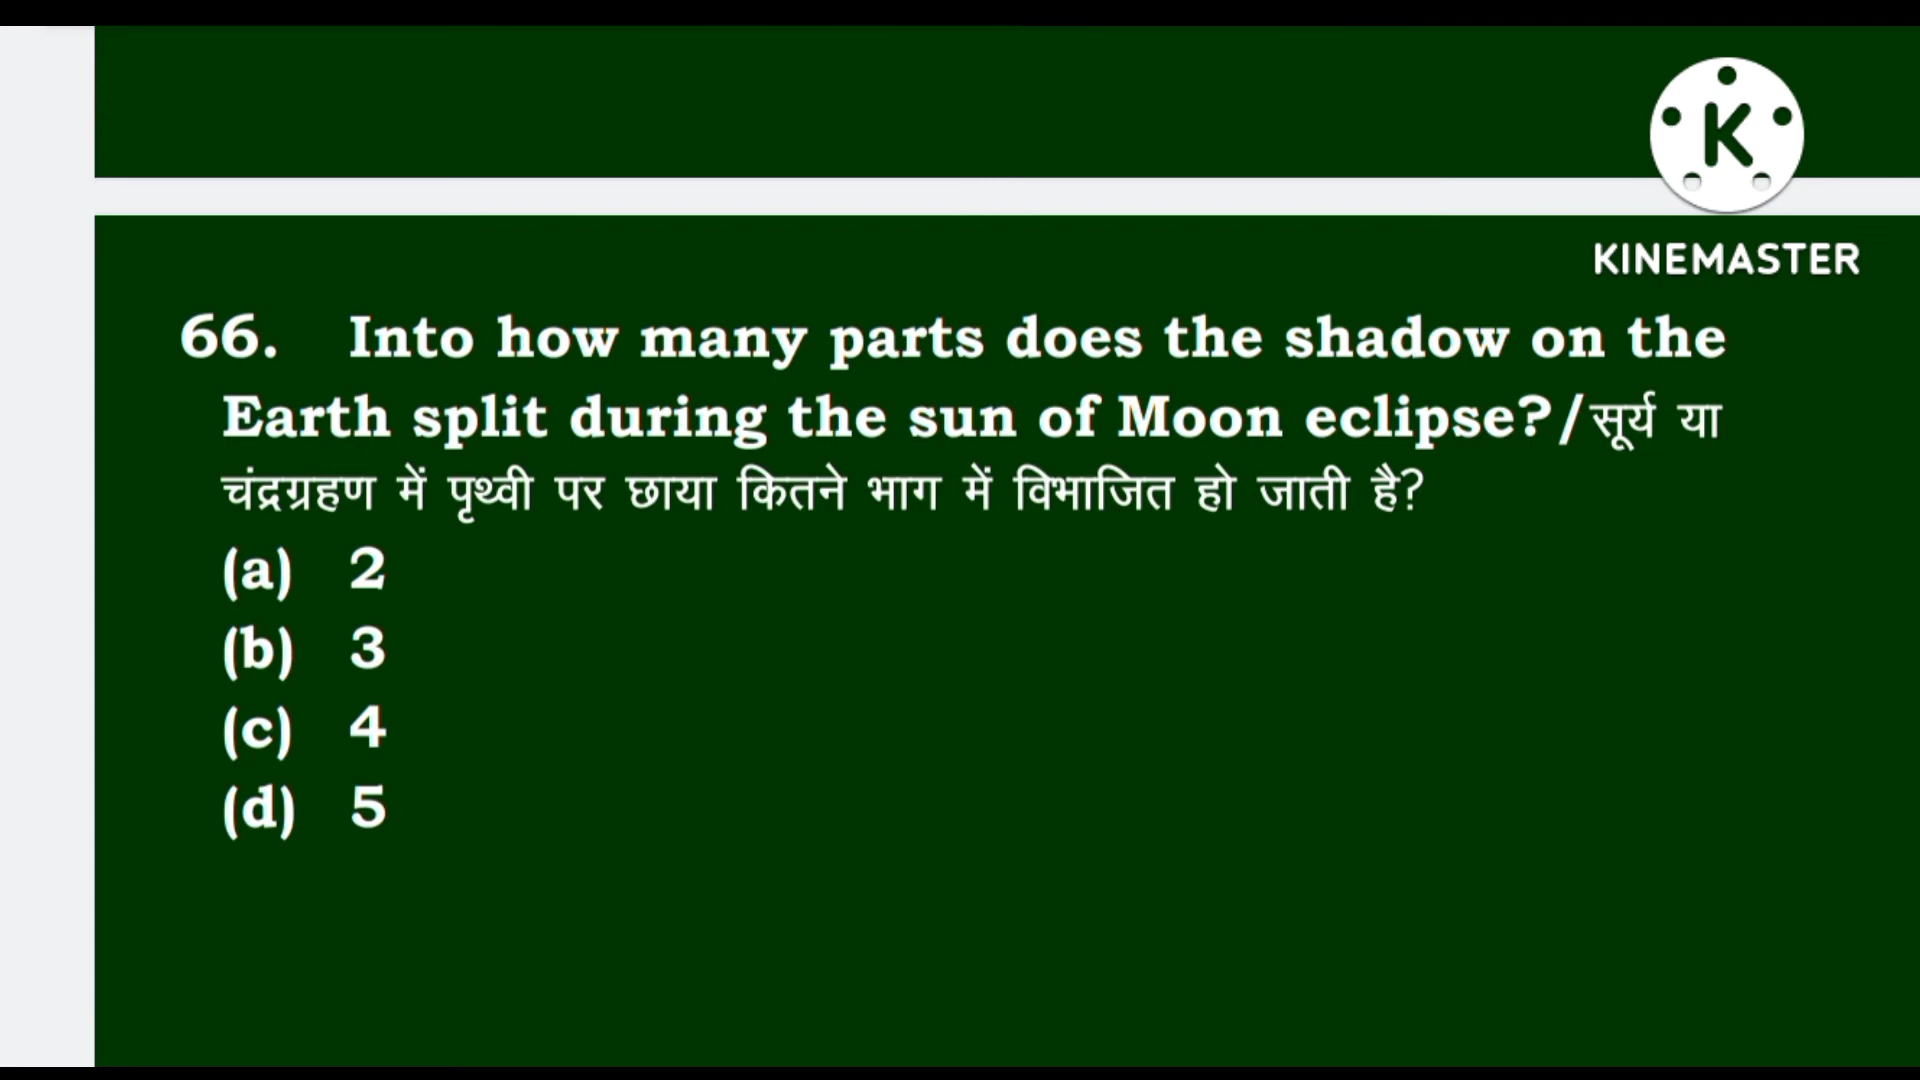 K
KINEMASTER
66. Into how many parts does the shadow on the
Earth split during the sun of Moon eclipse?/सूर्य या
चंद्रग्रहण में पृथ्वी पर छाया कितने भाग में विभाजित हो जाती है?
(a) 2
(b) 3
(c) 4
(d) 5